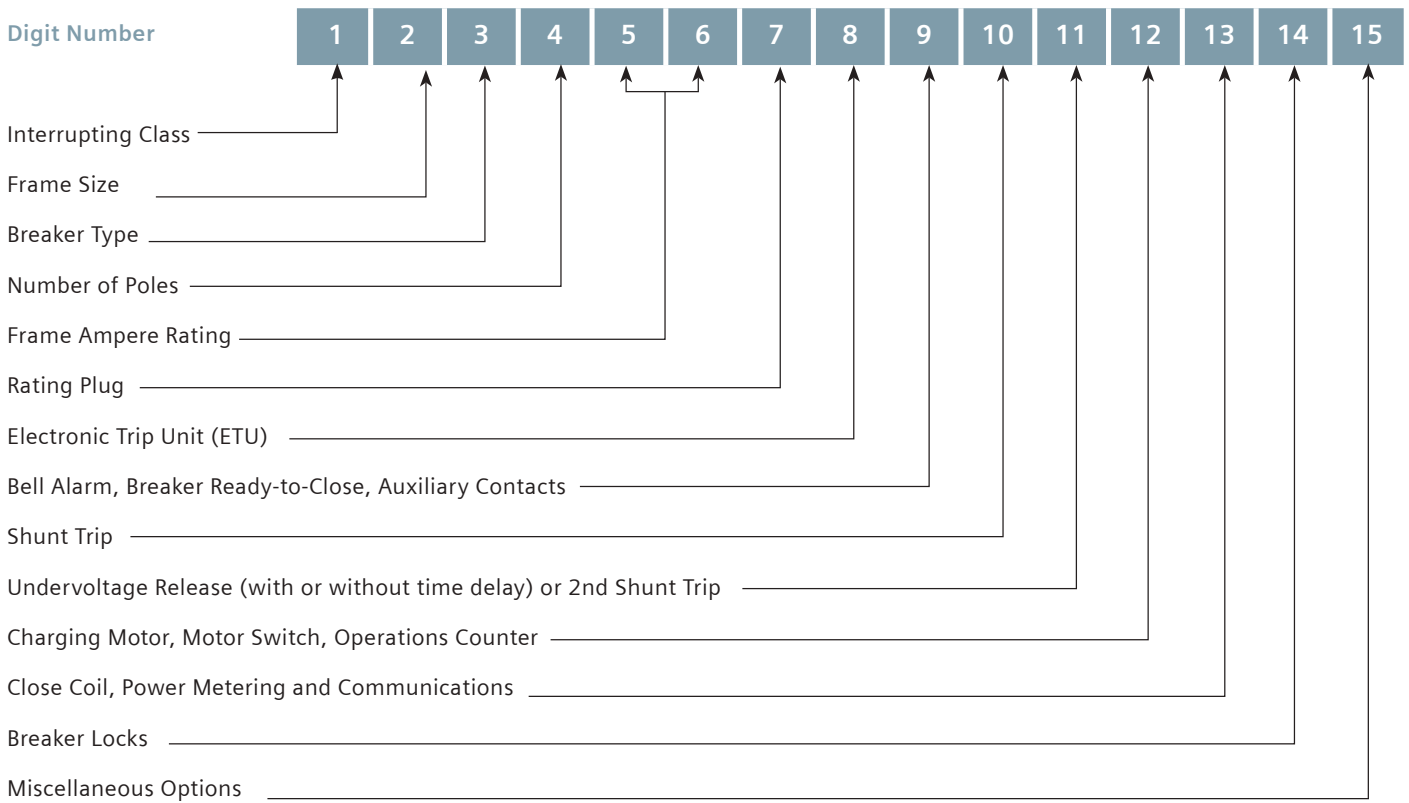 Digit Number 1 2 3 4 5 6 7 8 9 10 11 12 13 14 15
Interrupting Class
Frame Size
Breaker Type
Number of Poles
Frame Ampere Rating
Rating Plug
Electronic Trip Unit (ETU)
Bell Alarm, Breaker Ready-to-Close, Auxiliary Contacts
Shunt Trip
Undervoltage Release (with or without time delay) or 2nd Shunt Trip
Charging Motor, Motor Switch, Operations Counter
Close Coil, Power Metering and Communications
Breaker Locks
Miscellaneous Options